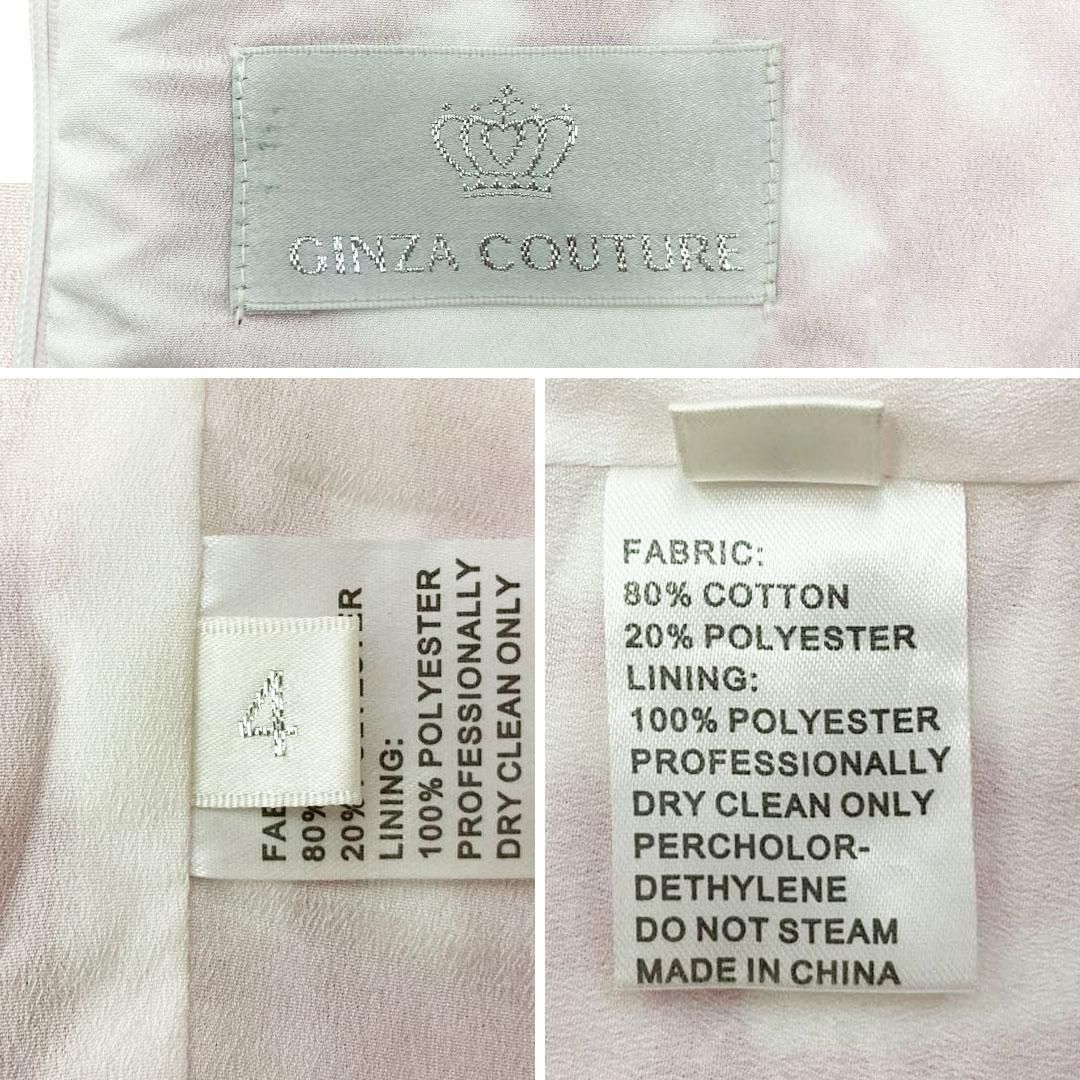 GINZA COUTURE
4
FAB
80%
20% POLYESTER
LINING:
100% POLYESTER
PROFESSIONALLY
DRY CLEAN ONLY
FABRIC:
80% COTTON
20% POLYESTER
LINING:
100% POLYESTER
PROFESSIONALLY
DRY CLEAN ONLY
PERCHOLOR-
DETHYLENE
DO NOT STEAM
MADE IN CHINA